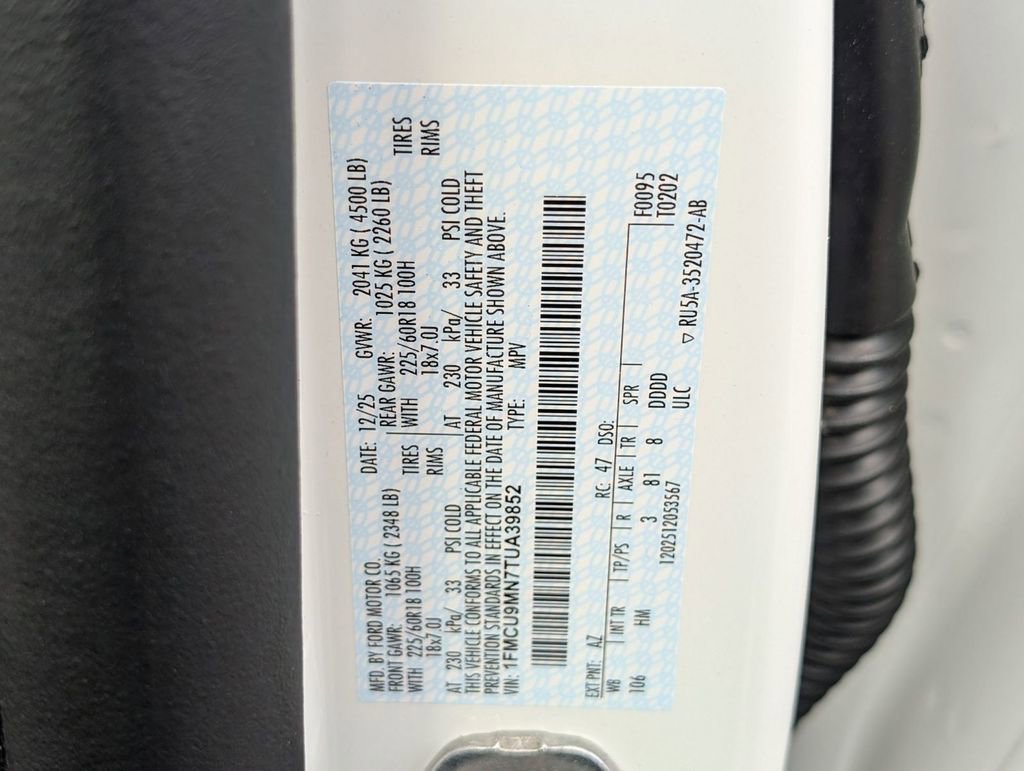 MFD. BY FORD MOTOR CO.
DATE: 12/25 GVWR: 2041 KG ( 4500 LB)
FRONT GAWR: 1065 KG ( 2348 LB) REAR GAWR: 1025 KG ( 2260 LB)
WITH 225/60R18 100H TIRES WITH 225/60R18 100H TIRES
18x7.0J RIMS 18x7.0J RIMS
AT 230 kPa/ 33 PSI COLD AT 230 kPa/ 33 PSI COLD
THIS VEHICLE CONFORMS TO ALL APPLICABLE FEDERAL MOTOR VEHICLE SAFETY AND THEFT
PREVENTION STANDARDS IN EFFECT ON THE DATE OF MANUFACTURE SHOWN ABOVE.
VIN: 1FMCU9MN7TUA39852 TYPE: MPV
EXT PNT: AZ RC: 47 DSO: F0095
WB INT TR TP/PS R AXLE TR SPR T0202
106 HM 3 81 8 DDDD
1202512053567 ULC
▽ RU5A-3520472-AB